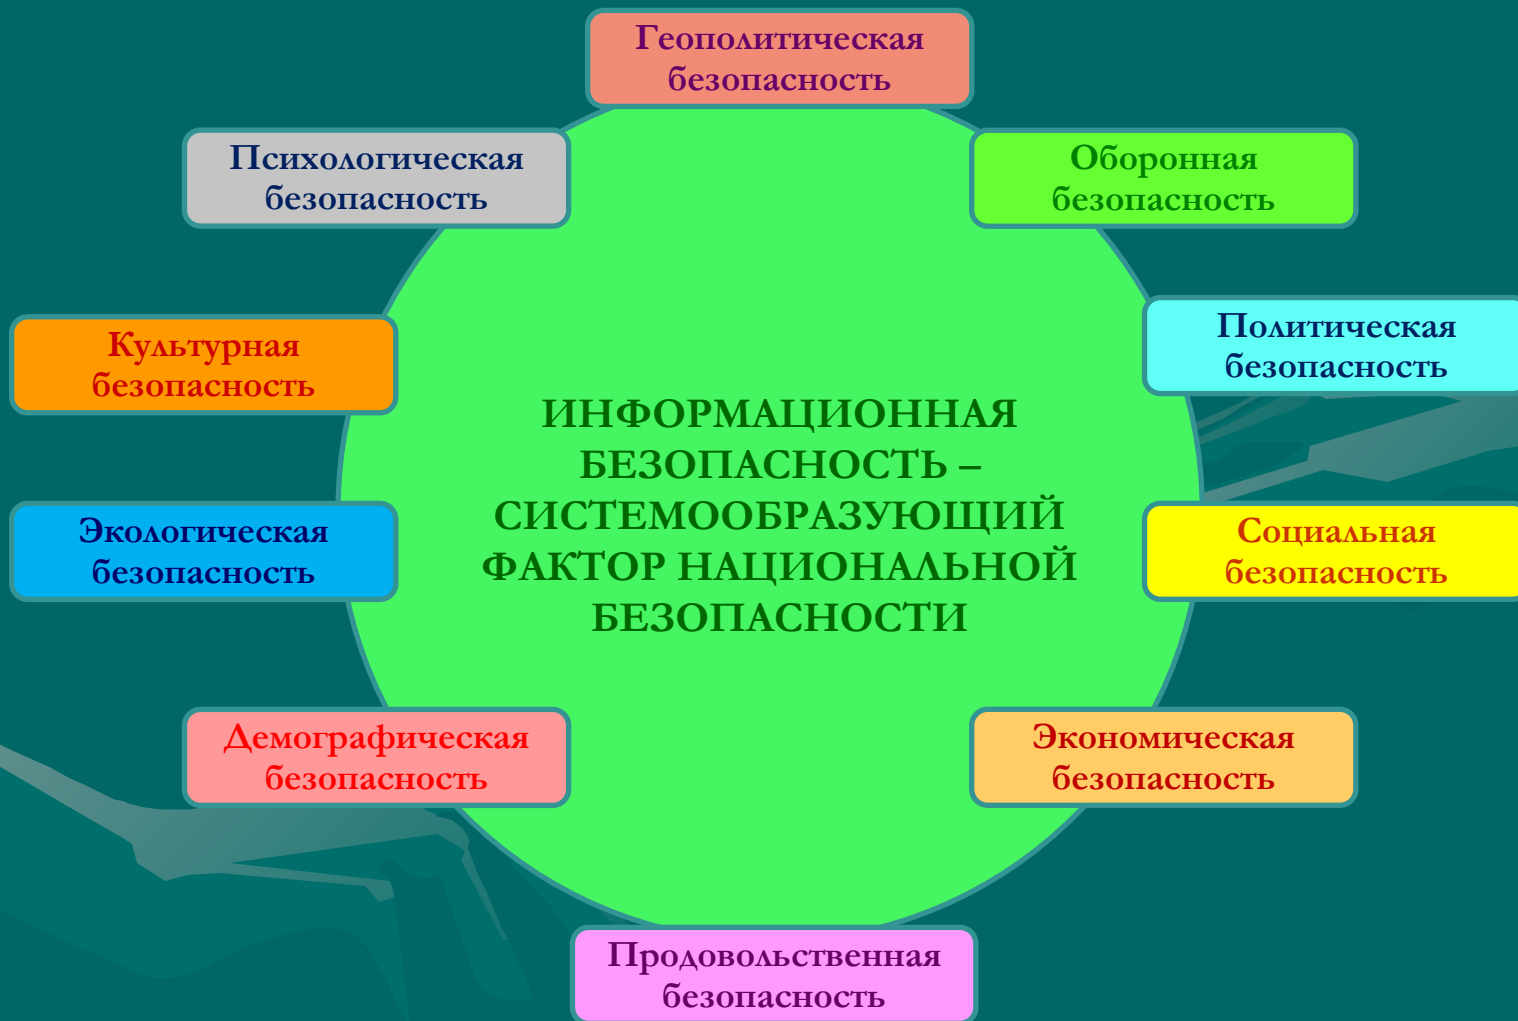 Геополитическая
безопасность
Психологическая
безопасность
Оборонная
безопасность
Культурная
безопасность
Политическая
безопасность
ИНФОРМАЦИОННАЯ
БЕЗОПАСНОСТЬ –
СИСТЕМООБРАЗУЮЩИЙ
ФАКТОР НАЦИОНАЛЬНОЙ
БЕЗОПАСНОСТИ
Экологическая
безопасность
Социальная
безопасность
Демографическая
безопасность
Экономическая
безопасность
Продовольственная
безопасность